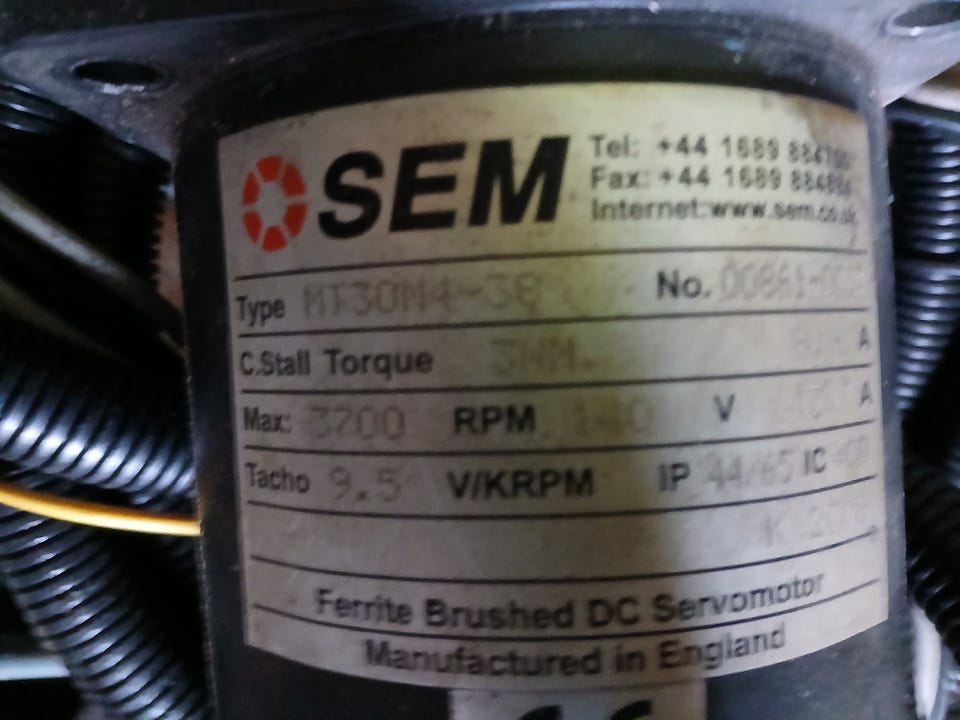 SEM
Tel: +44 1689
Fax: +44 1689
Internet:www.sem.co.uk
Type MT30M4-38 No.
C.Stall Torque 3NM. A
Max: 3700 RPM V A
Tacho 9.5 V/KRPM IP 44/65 IC
K
Ferrite Brushed DC Servomotor
Manufactured in England